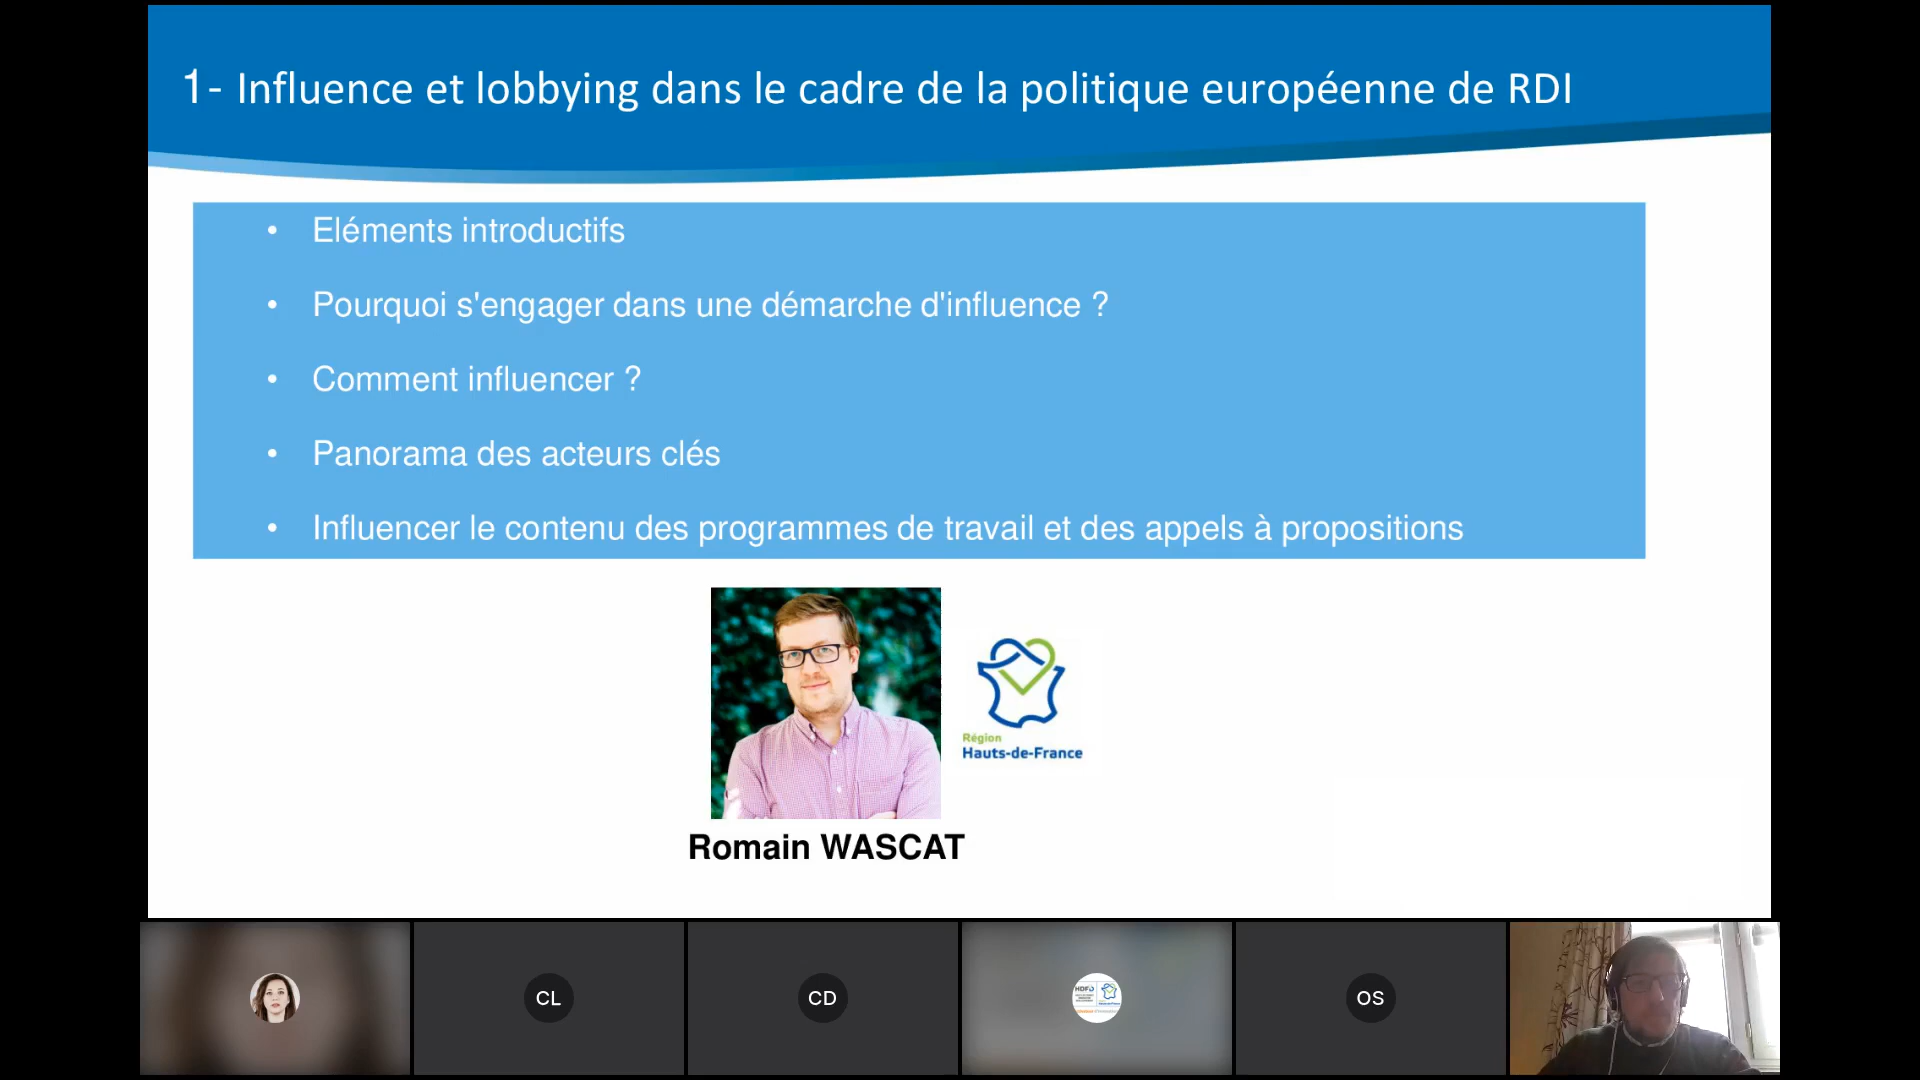 1- Influence et lobbying dans le cadre de la politique européenne de RDI
• Eléments introductifs
• Pourquoi s'engager dans une démarche d'influence ?
• Comment influencer ?
• Panorama des acteurs clés
• Influencer le contenu des programmes de travail et des appels à propositions
Région
Hauts-de-France
Romain WASCAT
CL
CD
HDF
OS